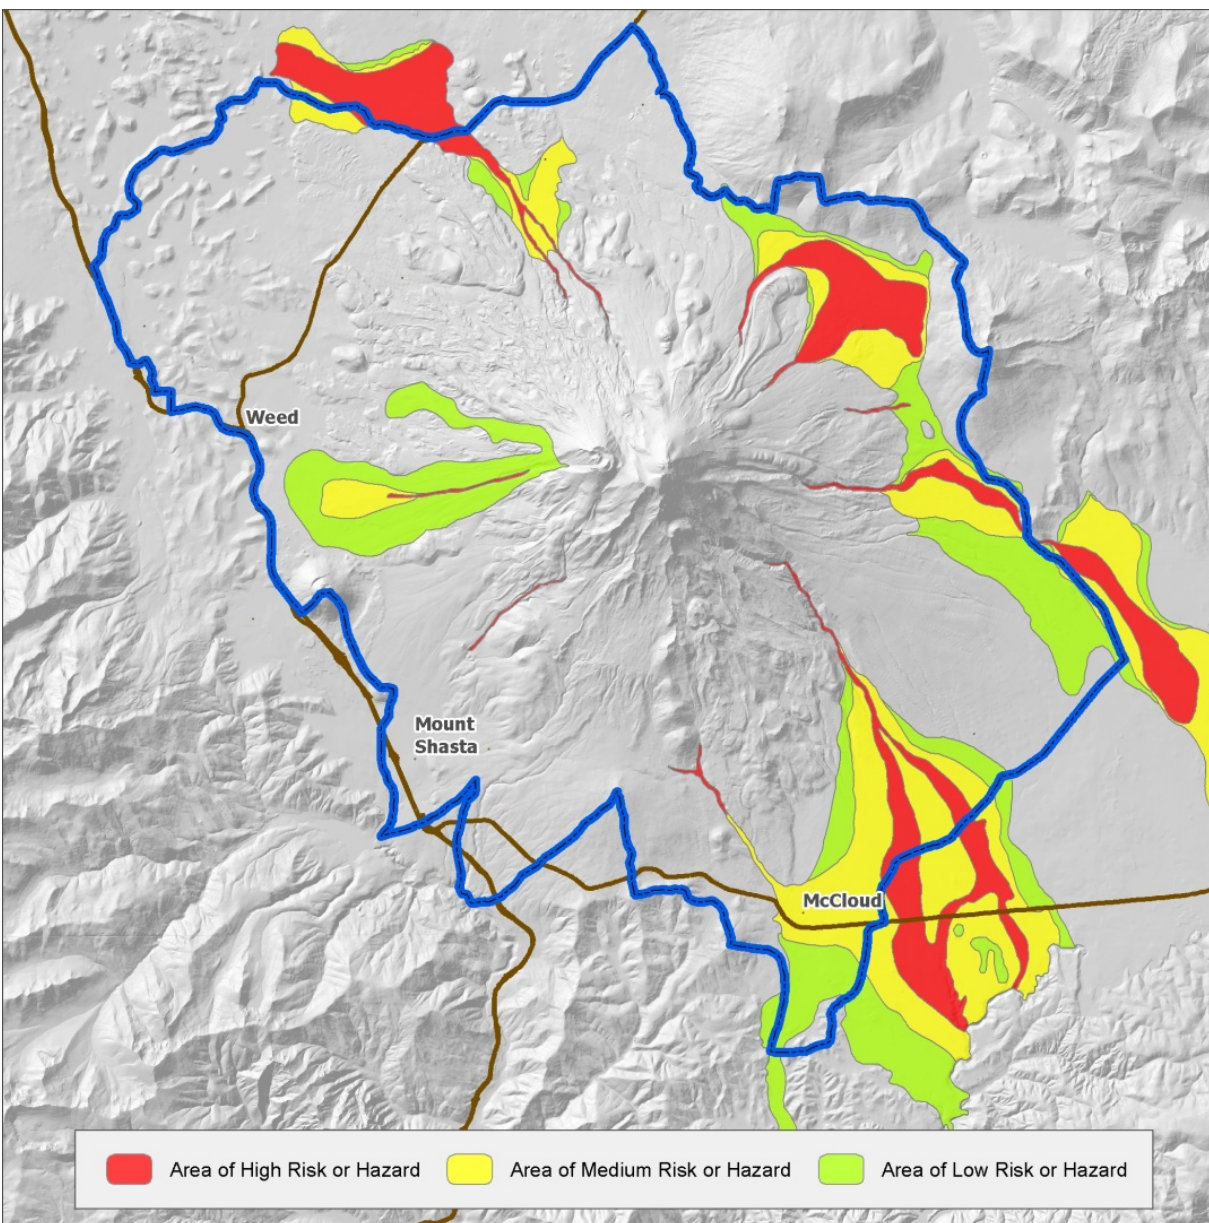 Weed
Mount
Shasta
McCloud
Area of High Risk or Hazard
Area of Medium Risk or Hazard
Area of Low Risk or Hazard